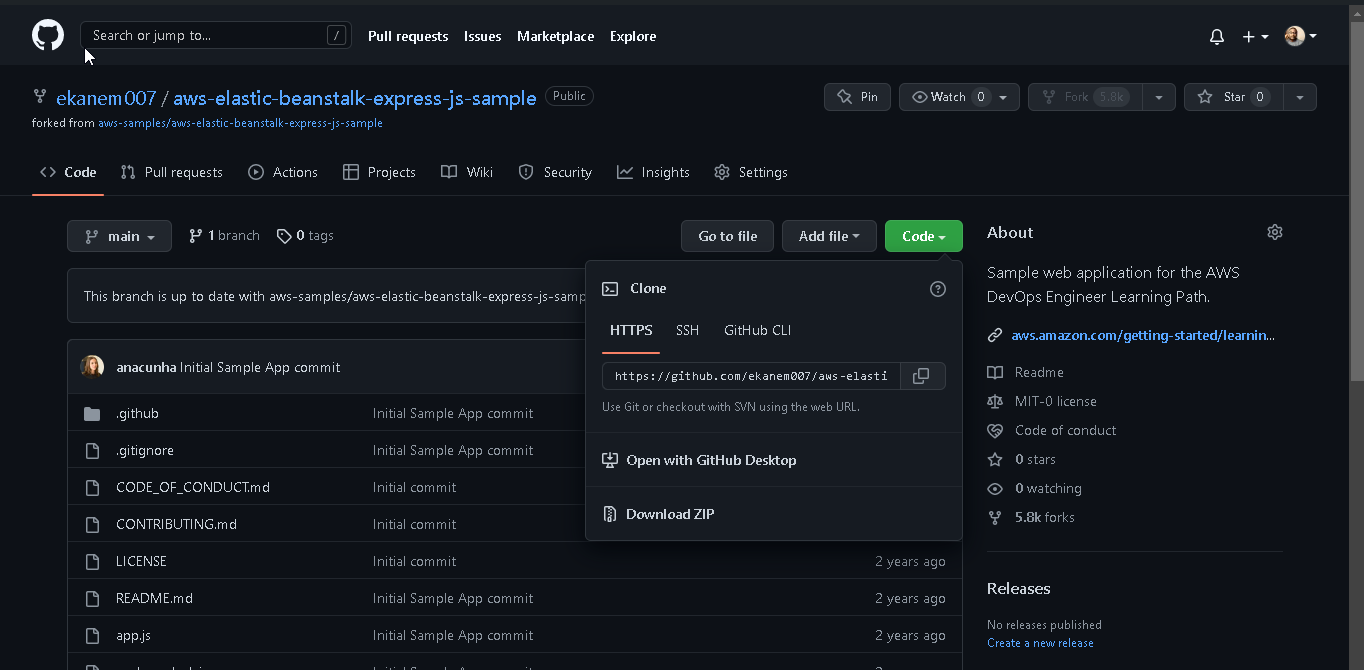 Search or jump to... /
Pull requests Issues Marketplace Explore
ekanem007 / aws-elastic-beanstalk-express-js-sample Public
forked from aws-samples/aws-elastic-beanstalk-express-js-sample
Pin Watch 0 Fork 5.8k Star 0
Code Pull requests Actions Projects Wiki Security Insights Settings
main 1 branch 0 tags Go to file Add file Code
This branch is up to date with aws-samples/aws-elastic-beanstalk-express-js-samp
Clone
HTTPS SSH GitHub CLI
https://github.com/ekanem007/aws-elasti
Use Git or checkout with SVN using the web URL.
Open with GitHub Desktop
Download ZIP
anacunha Initial Sample App commit
.github Initial Sample App commit
.gitignore Initial Sample App commit
CODE_OF_CONDUCT.md Initial commit
CONTRIBUTING.md Initial commit
LICENSE Initial commit 2 years ago
README.md Initial Sample App commit 2 years ago
app.js Initial Sample App commit 2 years ago
About
Sample web application for the AWS
DevOps Engineer Learning Path.
aws.amazon.com/getting-started/learnin...
Readme
MIT-0 license
Code of conduct
0 stars
0 watching
5.8k forks
Releases
No releases published
Create a new release